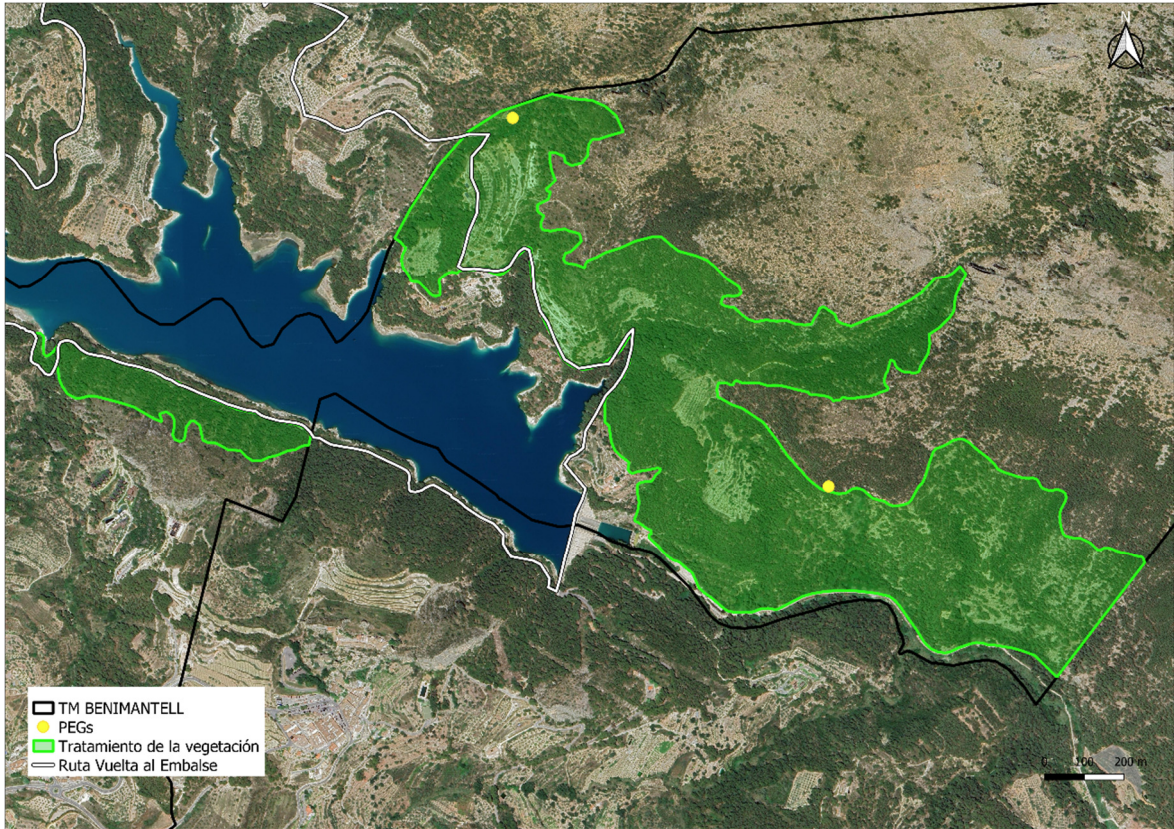 N
TM BENIMANTELL
PEGs
Tratamiento de la vegetación
Ruta Vuelta al Embalse
0 100 200 m